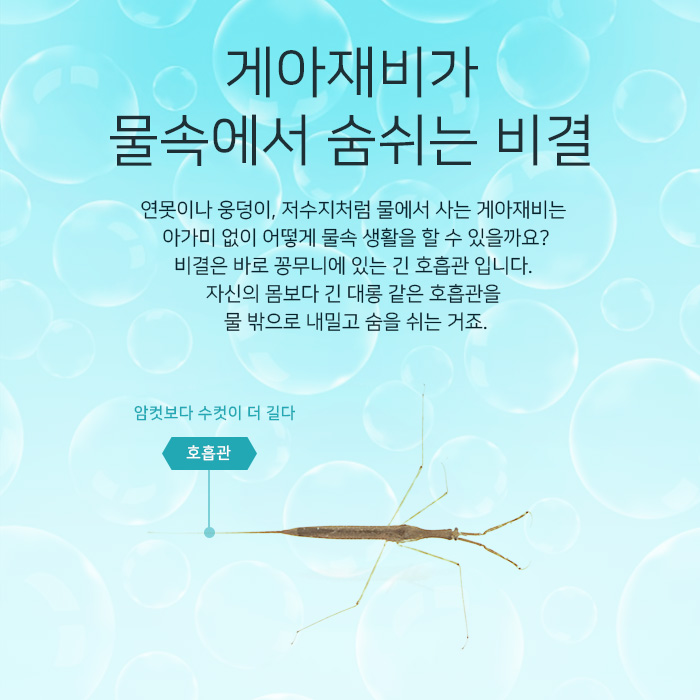 게아재비가
물속에서 숨쉬는 비결
연못이나 웅덩이, 저수지처럼 물에서 사는 게아재비는
아가미 없이 어떻게 물속 생활을 할 수 있을까요?
비결은 바로 꽁무니에 있는 긴 호흡관 입니다.
자신의 몸보다 긴 대롱 같은 호흡관을
물 밖으로 내밀고 숨을 쉬는 거죠.
암컷보다 수컷이 더 길다
호흡관